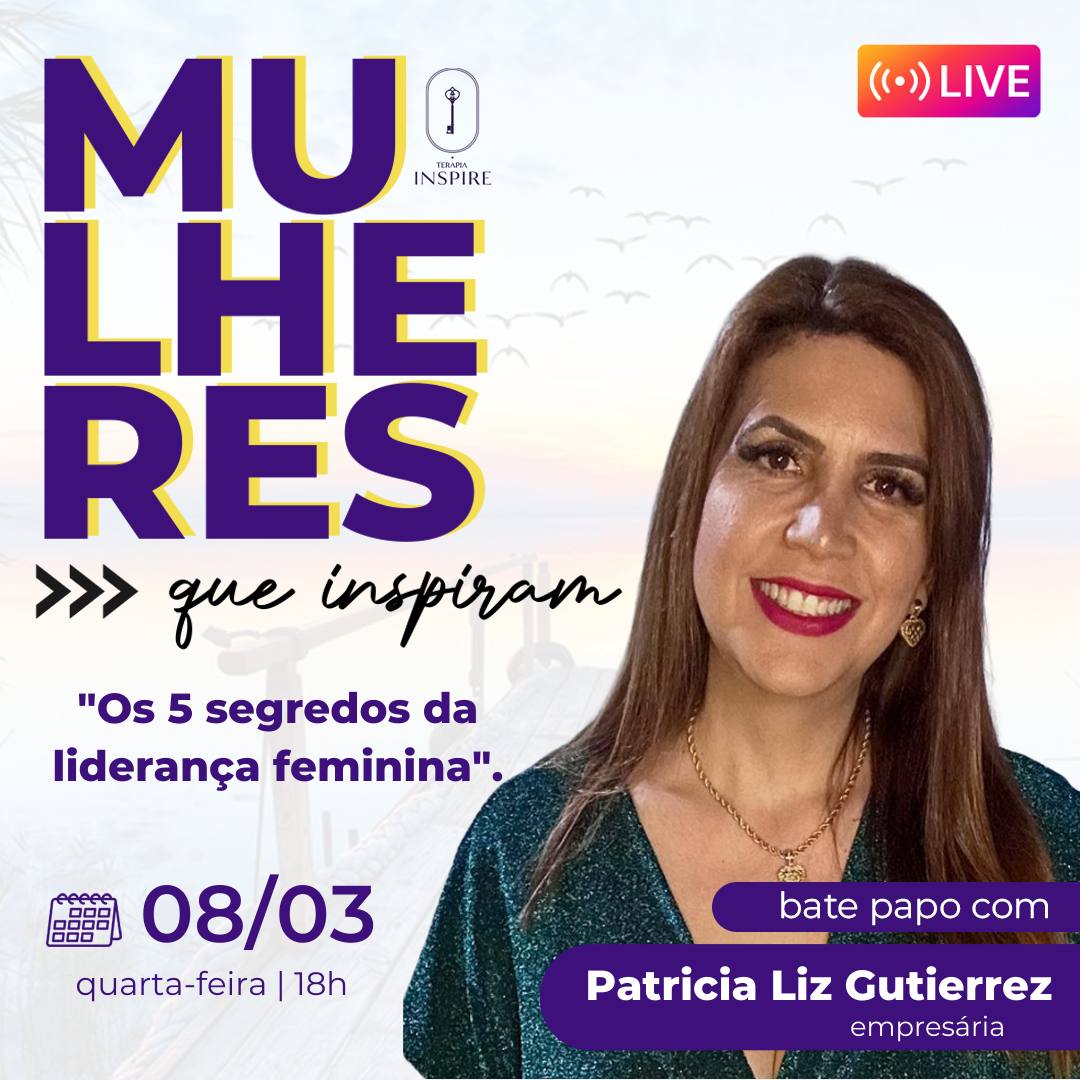 MU
LHE
RES
TERAPIA
INSPIRE
LIVE
>>> que inspiram
"Os 5 segredos da
liderança feminina".
08/03
quarta-feira | 18h
bate papo com
Patricia Liz Gutierrez
empresária